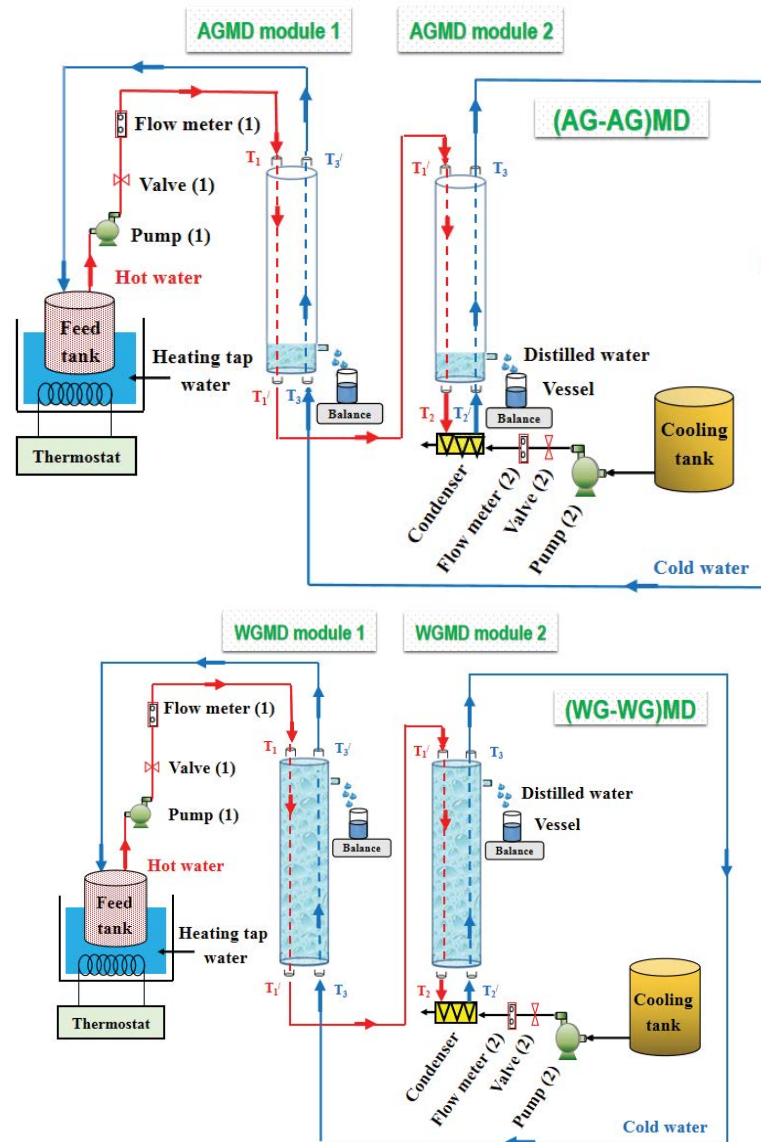 AGMD module 1
AGMD module 2
(AG-AG)MD
Flow meter (1)
T1
T3/
T1/
T3
Valve (1)
Pump (1)
Hot water
Feed
tank
Heating tap
water
Thermostat
T1/
T3
Balance
Distilled water
Vessel
Balance
T2
T2/
Cooling
tank
Condenser
Flow meter (2)
Valve (2)
Pump (2)
Cold water
WGMD module 1
WGMD module 2
(WG-WG)MD
Flow meter (1)
T1
T3/
T1/
T3
Valve (1)
Pump (1)
Hot water
Distilled water
Vessel
Balance
Balance
Feed
tank
Heating tap
water
Thermostat
T1/
T3
T2
T2/
Cooling
tank
Condenser
Flow meter (2)
Valve (2)
Pump (2)
Cold water